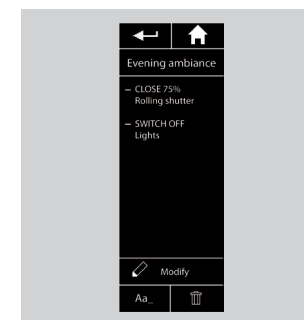 Evening ambiance
– CLOSE 75%
Rolling shutter
– SWITCH OFF
Lights
Modify
Aa_